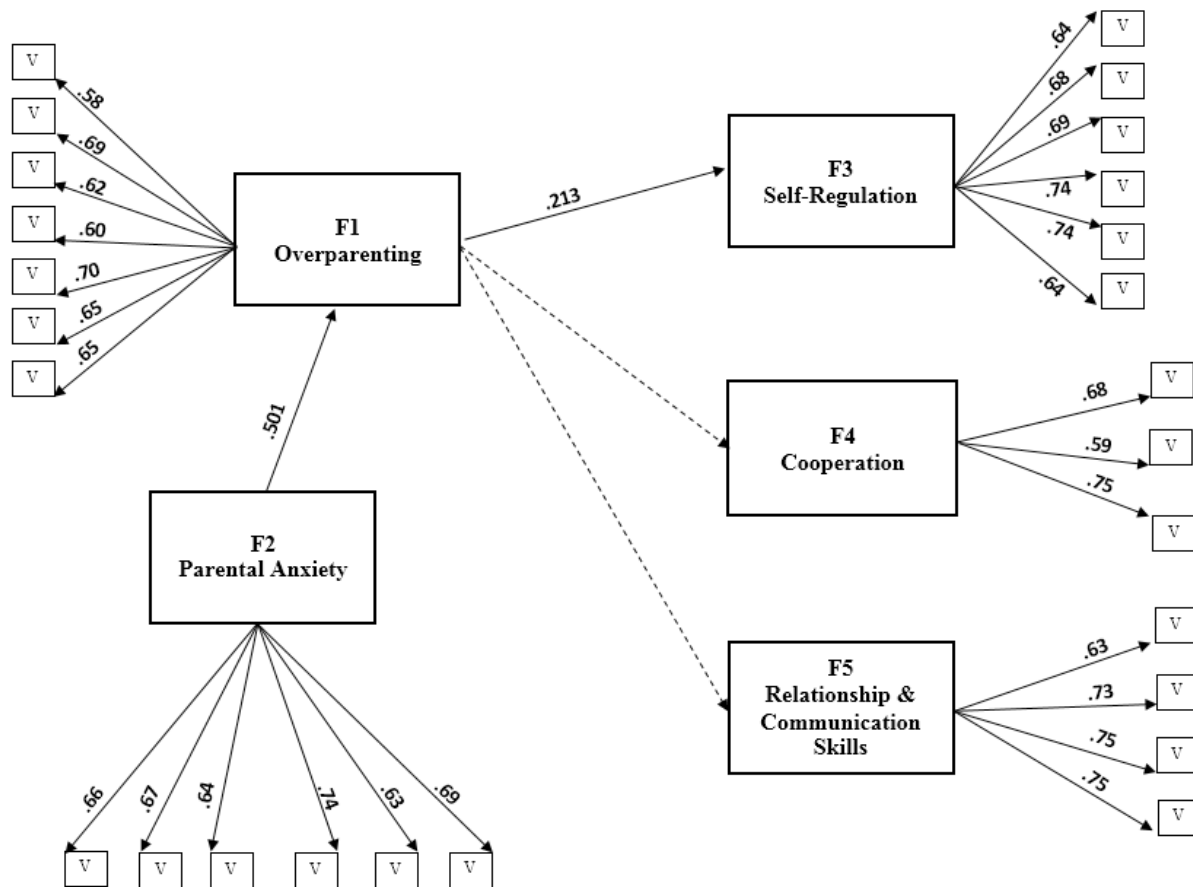 V
V
V
V
V
V
V
.58
.69
.62
.60
.70
.65
.65
F1
Overparenting
.501
F2
Parental Anxiety
.66
.67
.64
.74
.63
.69
V
V
V
V
V
V
.213
F3
Self-Regulation
.64
.68
.69
.74
.74
.64
V
V
V
V
V
V
F4
Cooperation
.68
.59
.75
V
V
V
F5
Relationship &
Communication
Skills
.63
.73
.75
.75
V
V
V
V